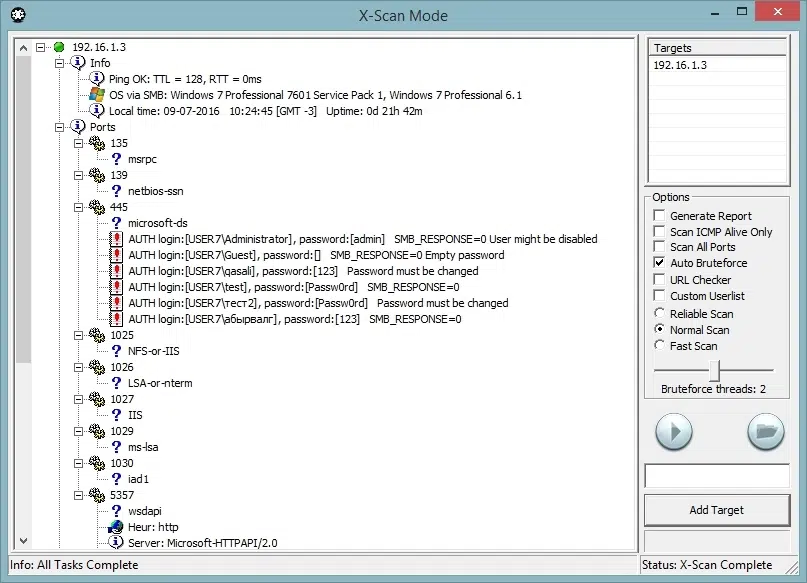 X-Scan Mode
192.16.1.3
Info
Ping OK: TTL = 128, RTT = 0ms
OS via SMB: Windows 7 Professional 7601 Service Pack 1, Windows 7 Professional 6.1
Local time: 09-07-2016 10:24:45 [GMT -3] Uptime: 0d 21h 42m
Ports
135
msrpc
139
netbios-ssn
445
microsoft-ds
AUTH login:[USER7\Administrator], password:[admin] SMB_RESPONSE=0 User might be disabled
AUTH login:[USER7\Guest], password:[] SMB_RESPONSE=0 Empty password
AUTH login:[USER7\qasali], password:[123] Password must be changed
AUTH login:[USER7\test], password:[Passw0rd] SMB_RESPONSE=0
AUTH login:[USER7\тест2], password:[Passw0rd] Password must be changed
AUTH login:[USER7\абырвалг], password:[123] SMB_RESPONSE=0
1025
NFS-or-IIS
1026
LSA-or-nterm
1027
IIS
1029
ms-lsa
1030
iad1
5357
wsdapi
Heur: http
Server: Microsoft-HTTPAPI/2.0
Targets
192.16.1.3
Options
Generate Report
Scan ICMP Alive Only
Scan All Ports
Auto Bruteforce
URL Checker
Custom Userlist
Reliable Scan
Normal Scan
Fast Scan
Bruteforce threads: 2
Add Target
Info: All Tasks Complete
Status: X-Scan Complete